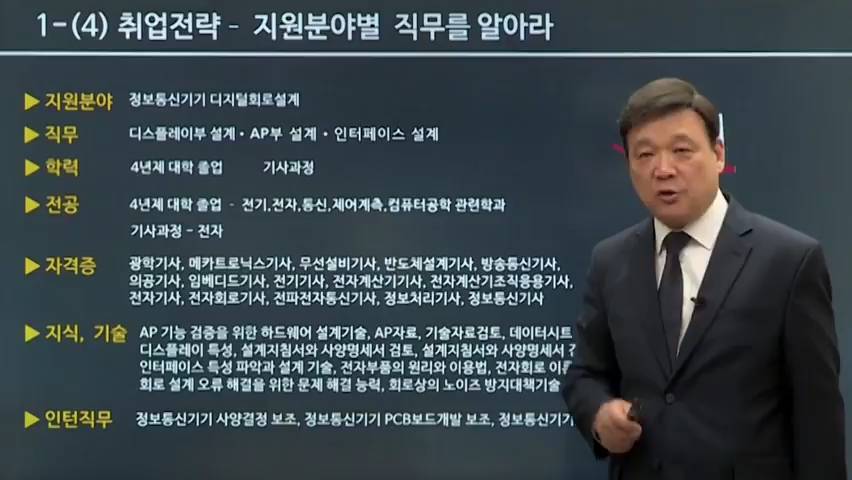 1-(4) 취업전략 - 지원분야별 직무를 알아라
▶ 지원분야 정보통신기기 디지털회로설계
▶ 직무 디스플레이부 설계・AP부 설계・인터페이스 설계
▶ 학력 4년제 대학 졸업 기사과정
▶ 전공 4년제 대학 졸업 - 전기,전자,통신,제어계측,컴퓨터공학 관련학과
기사과정 - 전자
▶ 자격증 광학기사, 메카트로닉스기사, 무선설비기사, 반도체설계기사, 방송통신기사,
의공기사, 임베디드기사, 전기기사, 전자계산기기사, 전자계산기조직응용기사,
전자기사, 전자회로기사, 전파전자통신기사, 정보처리기사, 정보통신기사
▶ 지식, 기술 AP 기능 검증을 위한 하드웨어 설계기술, AP자료, 기술자료검토, 데이터시트
디스플레이 특성, 설계지침서와 사양명세서 검토, 설계지침서와 사양명세서
인터페이스 특성 파악과 설계 기술, 전자부품의 원리와 이용법, 전자회로
회로 설계 오류 해결을 위한 문제 해결 능력, 회로상의 노이즈 방지대책기술
▶ 인턴직무 정보통신기기 사양결정 보조, 정보통신기기 PCB보드개발 보조, 정보통신기기